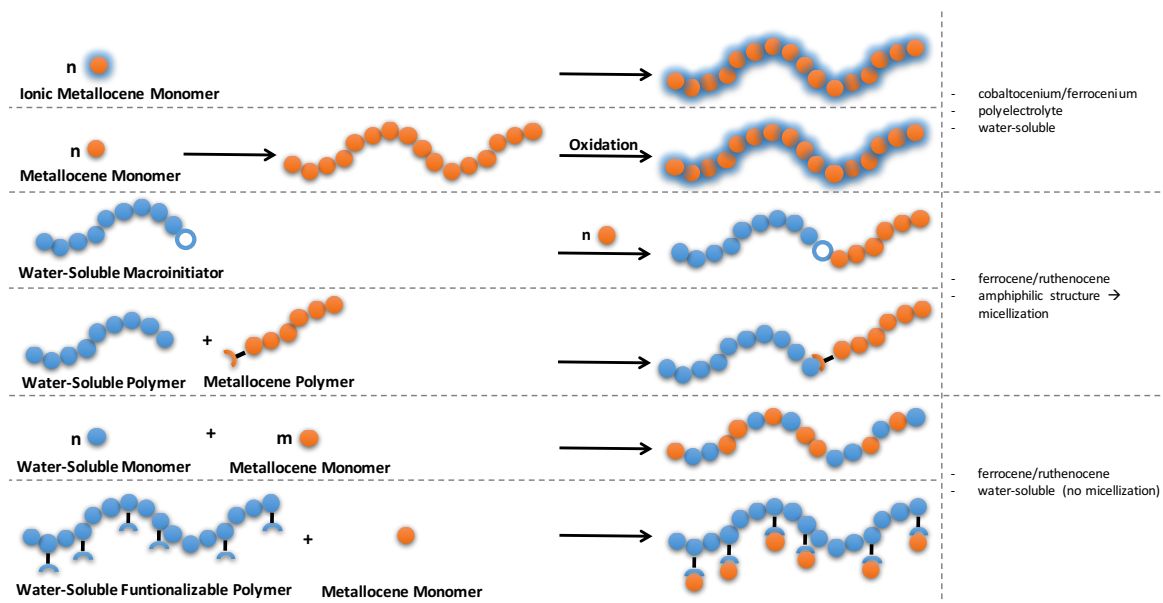 n
Ionic Metallocene Monomer
- cobaltocenium/ferrocenium
- polyelectrolyte
- water-soluble
n
Metallocene Monomer
Oxidation
Water-Soluble Macroinitiator
n
- ferrocene/ruthenocene
- amphiphilic structure →
micellization
+
Water-Soluble Polymer
Metallocene Polymer
n
+
m
Water-Soluble Monomer
Metallocene Monomer
- ferrocene/ruthenocene
- water-soluble (no micellization)
+
Water-Soluble Funtionalizable Polymer
Metallocene Monomer